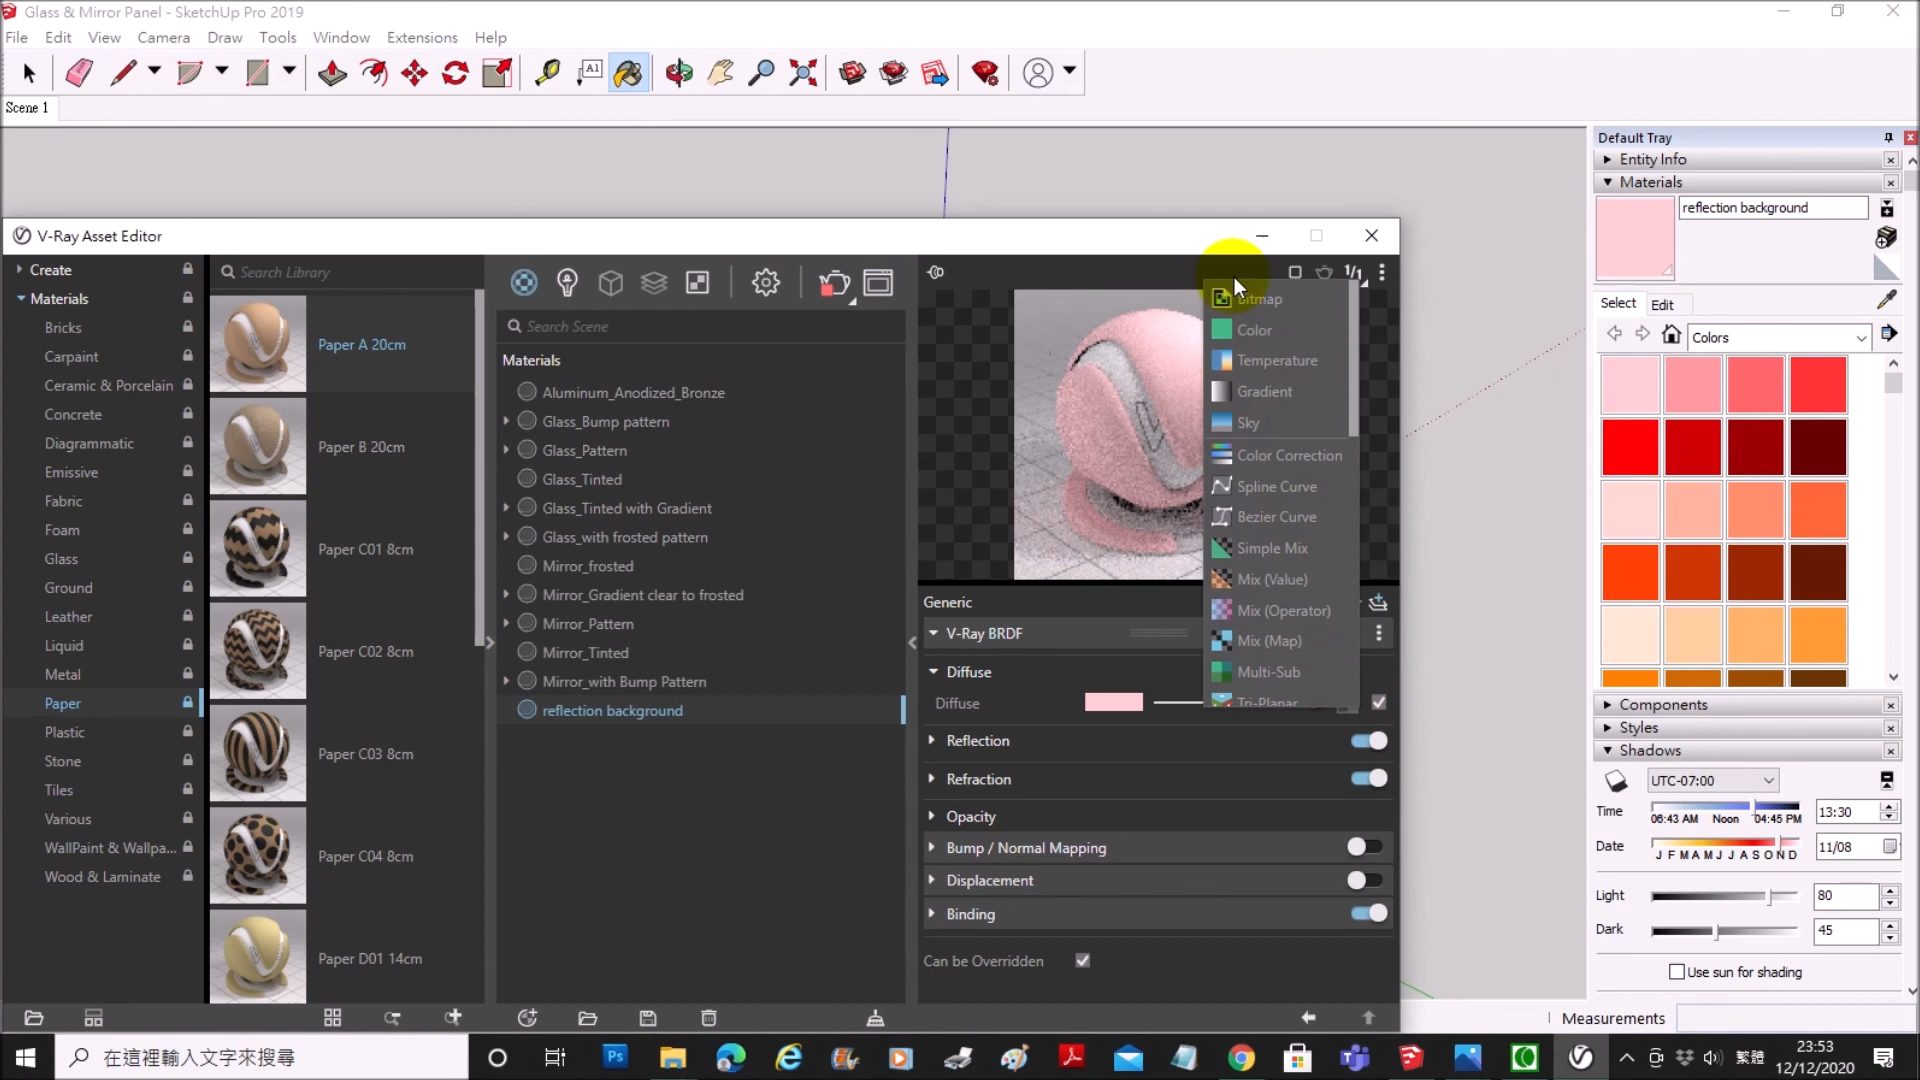 Glass & Mirror Panel - SketchUp Pro 2019
File Edit View Camera Draw Tools Window Extensions Help
A1
Scene 1
Default Tray
Entity Info
Materials
reflection background
Select Edit
Colors
Components
Styles
Shadows
UTC-07:00
Time 06:43 AM Noon 04:45 PM 13:30
Date J F M A M J J A S O N D 11/08
Light 80
Dark 45
Use sun for shading
Measurements
V-Ray Asset Editor
Create
Materials
Bricks
Carpaint
Ceramic & Porcelain
Concrete
Diagrammatic
Emissive
Fabric
Foam
Glass
Ground
Leather
Liquid
Metal
Paper
Plastic
Stone
Tiles
Various
WallPaint & Wallpa...
Wood & Laminate
Search Library
Paper A 20cm
Paper B 20cm
Paper C01 8cm
Paper C02 8cm
Paper C03 8cm
Paper C04 8cm
Paper D01 14cm
Search Scene
Materials
Aluminum_Anodized_Bronze
Glass_Bump pattern
Glass_Pattern
Glass_Tinted
Glass_Tinted with Gradient
Glass_with frosted pattern
Mirror_frosted
Mirror_Gradient clear to frosted
Mirror_Pattern
Mirror_Tinted
Mirror_with Bump Pattern
reflection background
1/1
Bitmap
Color
Temperature
Gradient
Sky
Color Correction
Spline Curve
Bezier Curve
Simple Mix
Mix (Value)
Mix (Operator)
Mix (Map)
Multi-Sub
Tri-Planar
Generic
V-Ray BRDF
Diffuse
Diffuse
Reflection
Refraction
Opacity
Bump / Normal Mapping
Displacement
Binding
Can be Overridden
在這裡輸入文字來搜尋
Ps
繁體
23:53
12/12/2020